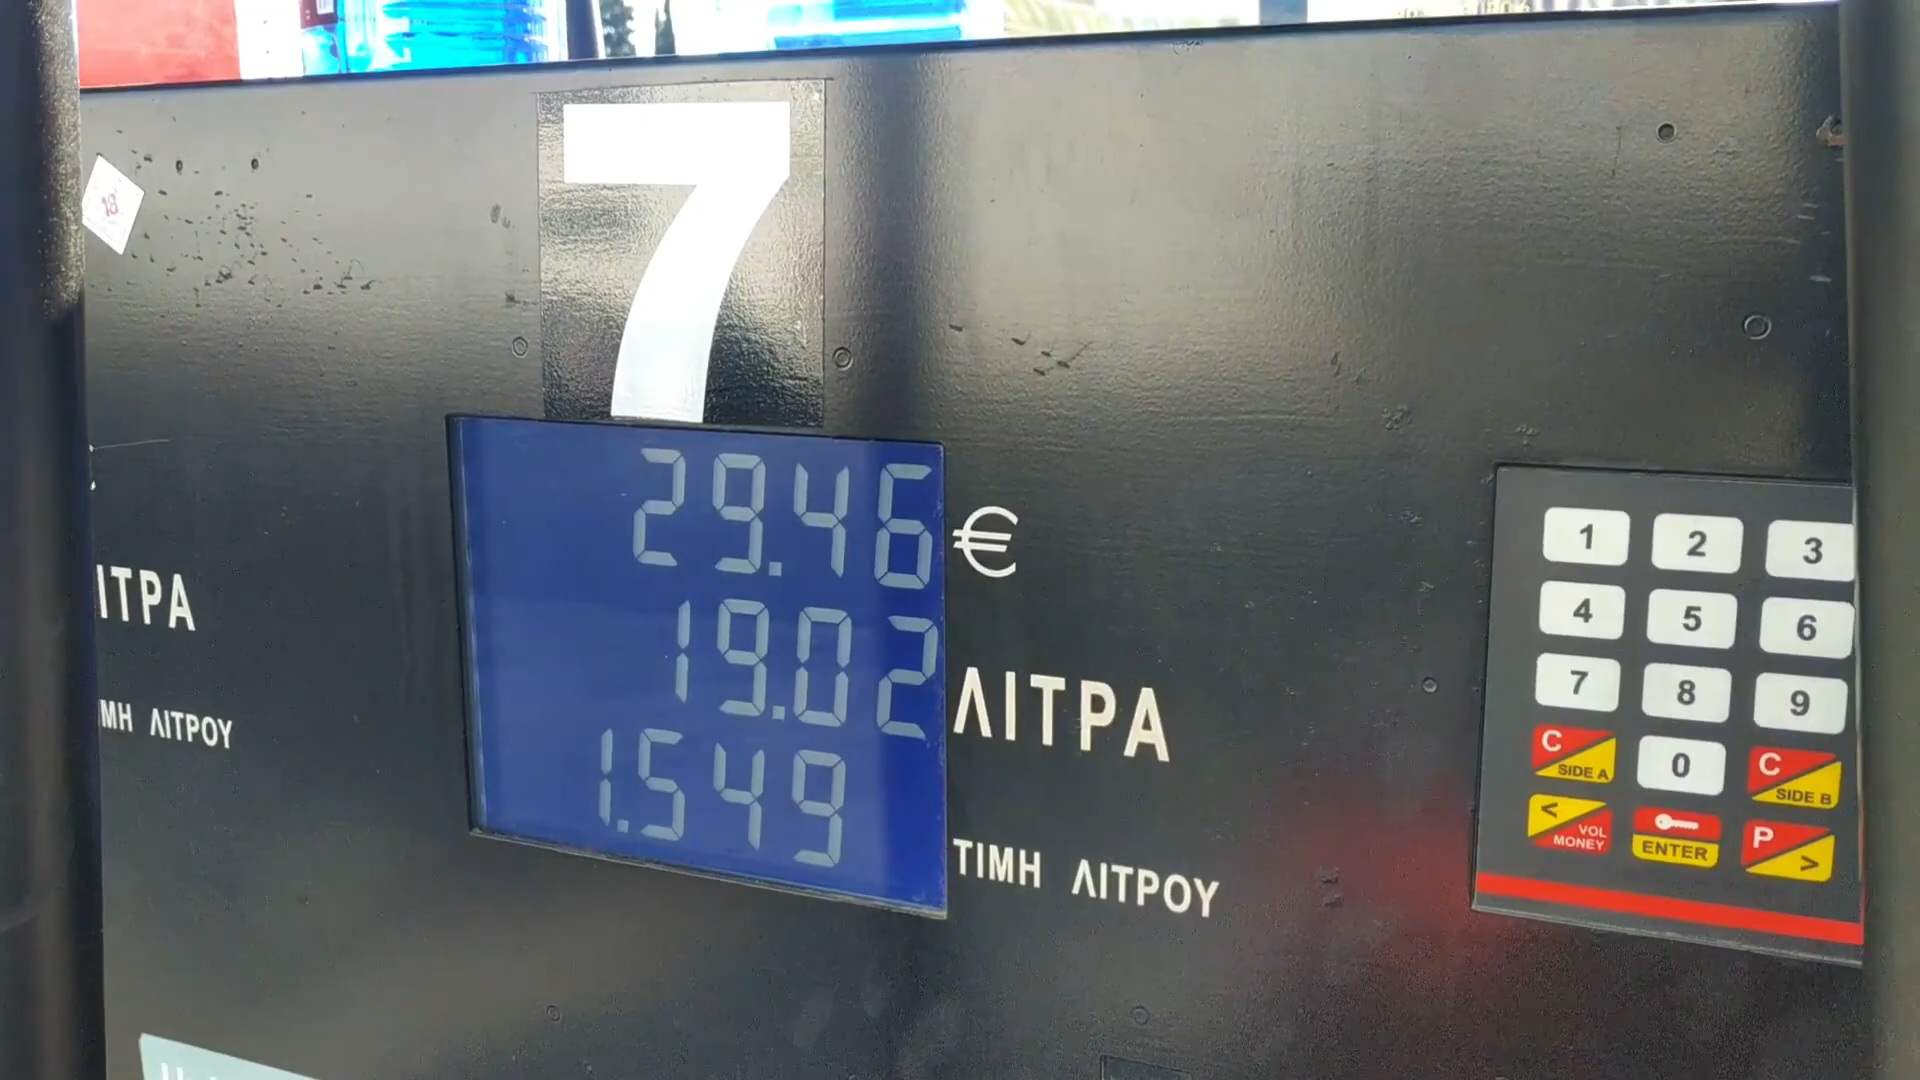 18
7
29.46 €
19.02 ΛΙΤΡΑ
1.549 ΤΙΜΗ ΛΙΤΡΟΥ
ΙΤΡΑ
ΜΗ ΛΙΤΡΟΥ
1 2 3
4 5 6
7 8 9
C SIDE A 0 C SIDE B
< VOL MONEY ENTER P >